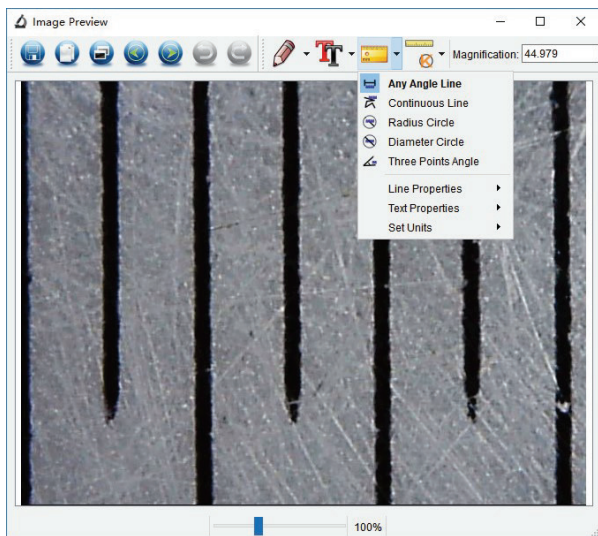 Image Preview
TT
Magnification: 44.979
K
Any Angle Line
Continuous Line
Radius Circle
Diameter Circle
Three Points Angle
Line Properties
Text Properties
Set Units
100%